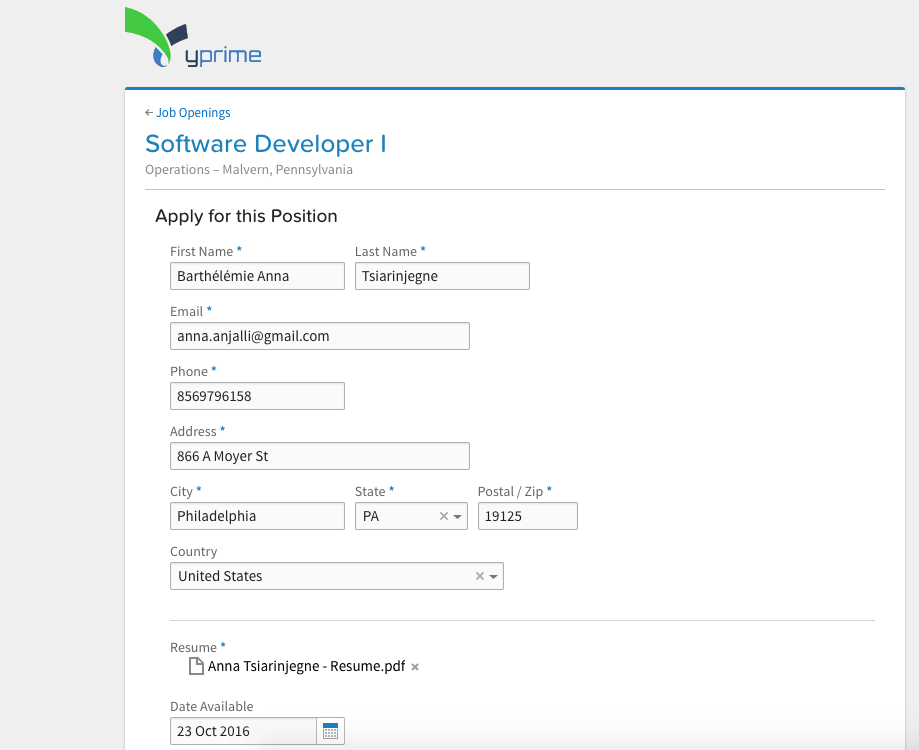 yprime
← Job Openings
Software Developer I
Operations – Malvern, Pennsylvania
Apply for this Position
First Name * Last Name *
Barthélémie Anna Tsiarinjegne
Email *
anna.anjalli@gmail.com
Phone *
8569796158
Address *
866 A Moyer St
City * State * Postal / Zip *
Philadelphia PA × 19125
Country
United States ×
Resume *
Anna Tsiarinjegne - Resume.pdf ×
Date Available
23 Oct 2016